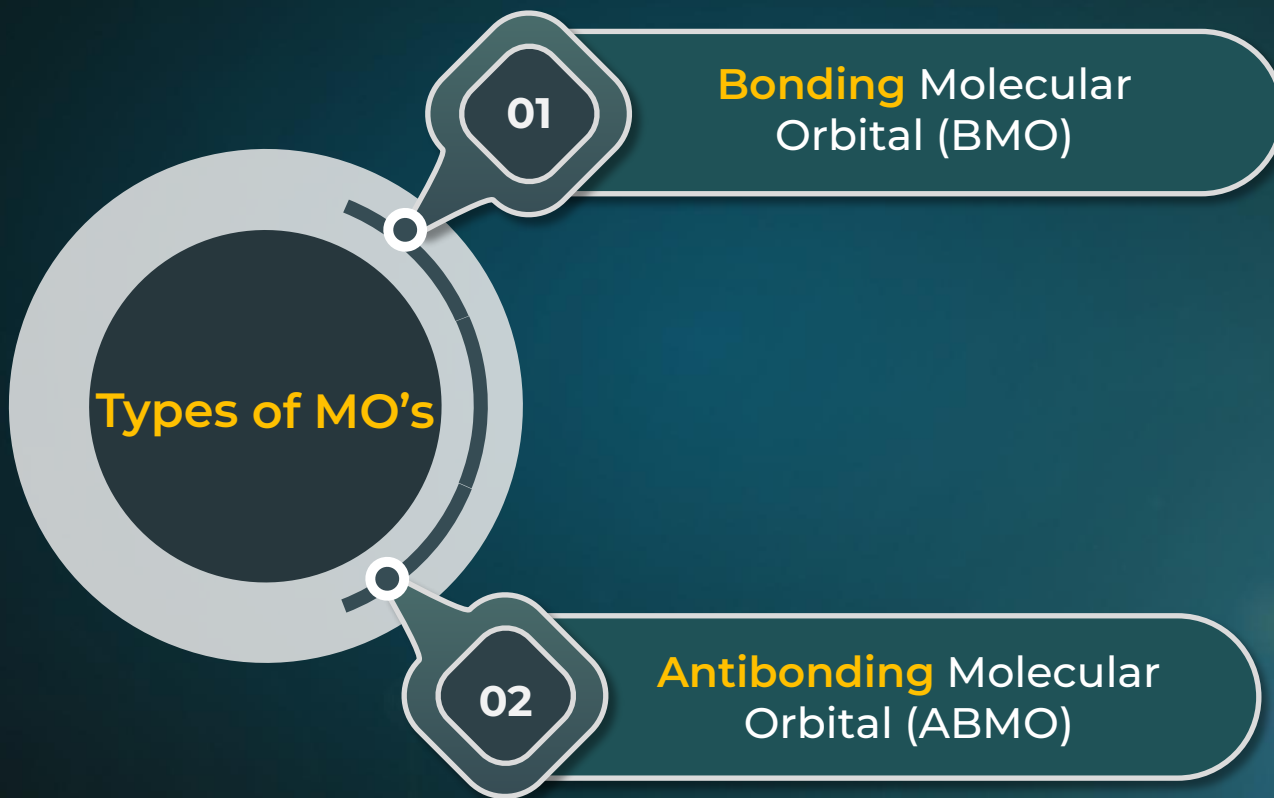 01
Bonding Molecular
Orbital (BMO)
Types of MO’s
02
Antibonding Molecular
Orbital (ABMO)